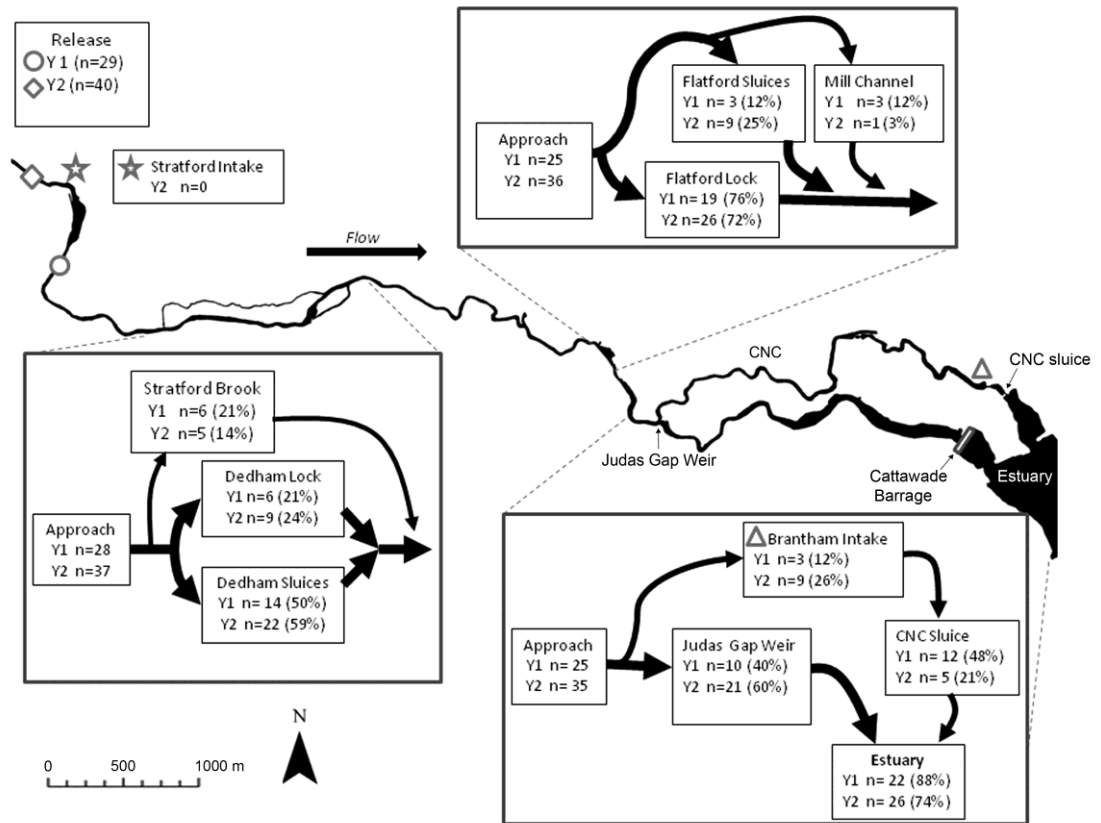 Release
Y 1 (n=29)
Y2 (n=40)
Stratford Intake
Y2 n=0
Flow
Approach
Y1 n=25
Y2 n=36
Flatford Sluices
Y1 n= 3 (12%)
Y2 n=9 (25%)
Mill Channel
Y1 n=3 (12%)
Y2 n=1 (3%)
Flatford Lock
Y1 n= 19 (76%)
Y2 n=26 (72%)
CNC
CNC sluice
Judas Gap Weir
Cattawade
Barrage
Estuary
Stratford Brook
Y1 n=6 (21%)
Y2 n=5 (14%)
Dedham Lock
Y1 n=6 (21%)
Y2 n=9 (24%)
Approach
Y1 n=28
Y2 n=37
Dedham Sluices
Y1 n= 14 (50%)
Y2 n=22 (59%)
Brantham Intake
Y1 n=3 (12%)
Y2 n=9 (26%)
Approach
Y1 n= 25
Y2 n= 35
Judas Gap Weir
Y1 n=10 (40%)
Y2 n=21 (60%)
CNC Sluice
Y1 n= 12 (48%)
Y2 n= 5 (21%)
Estuary
Y1 n= 22 (88%)
Y2 n= 26 (74%)
N
0 500 1000 m